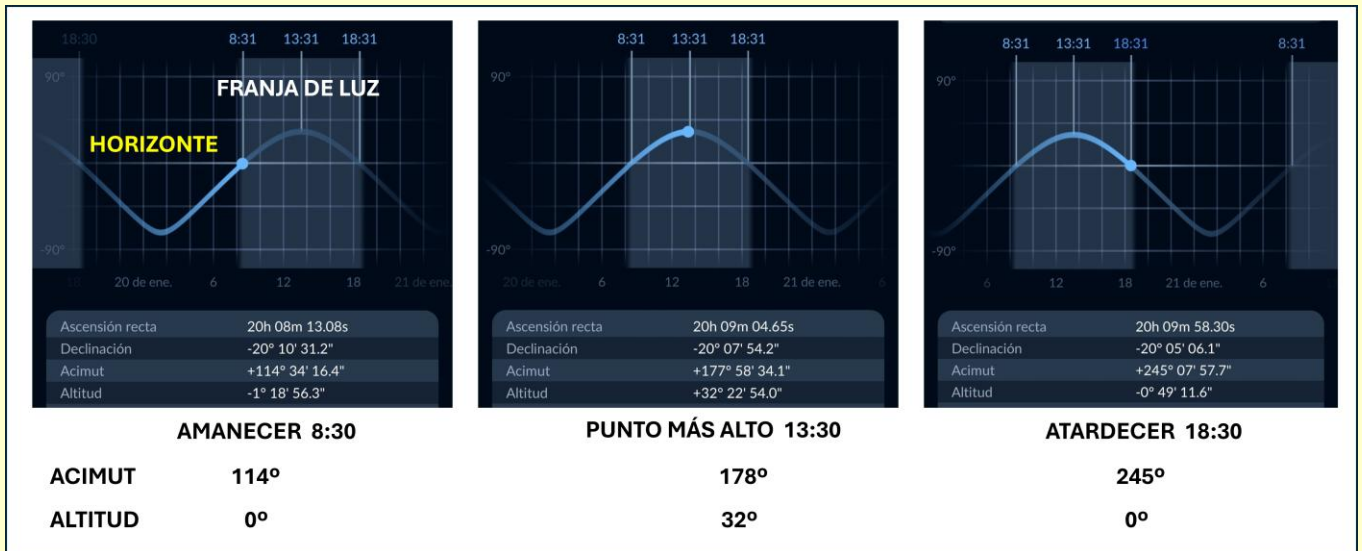 18:30 8:31 13:31 18:31
90°
FRANJA DE LUZ
HORIZONTE
-90°
18 20 de ene. 6 12 18 21 de ene.
Ascensión recta 20h 08m 13.08s
Declinación -20° 10' 31.2"
Acimut +114° 34' 16.4"
Altitud -1° 18' 56.3"
8:31 13:31 18:31
90°
-90°
20 de ene. 6 12 18 21 de ene. 6
Ascensión recta 20h 09m 04.65s
Declinación -20° 07' 54.2"
Acimut +177° 58' 34.1"
Altitud +32° 22' 54.0"
8:31 13:31 18:31 8:31
90°
-90°
6 12 18 21 de ene. 6
Ascensión recta 20h 09m 58.30s
Declinación -20° 05' 06.1"
Acimut +245° 07' 57.7"
Altitud -0° 49' 11.6"
AMANECER 8:30 PUNTO MÁS ALTO 13:30 ATARDECER 18:30
ACIMUT 114º 178º 245º
ALTITUD 0º 32º 0º